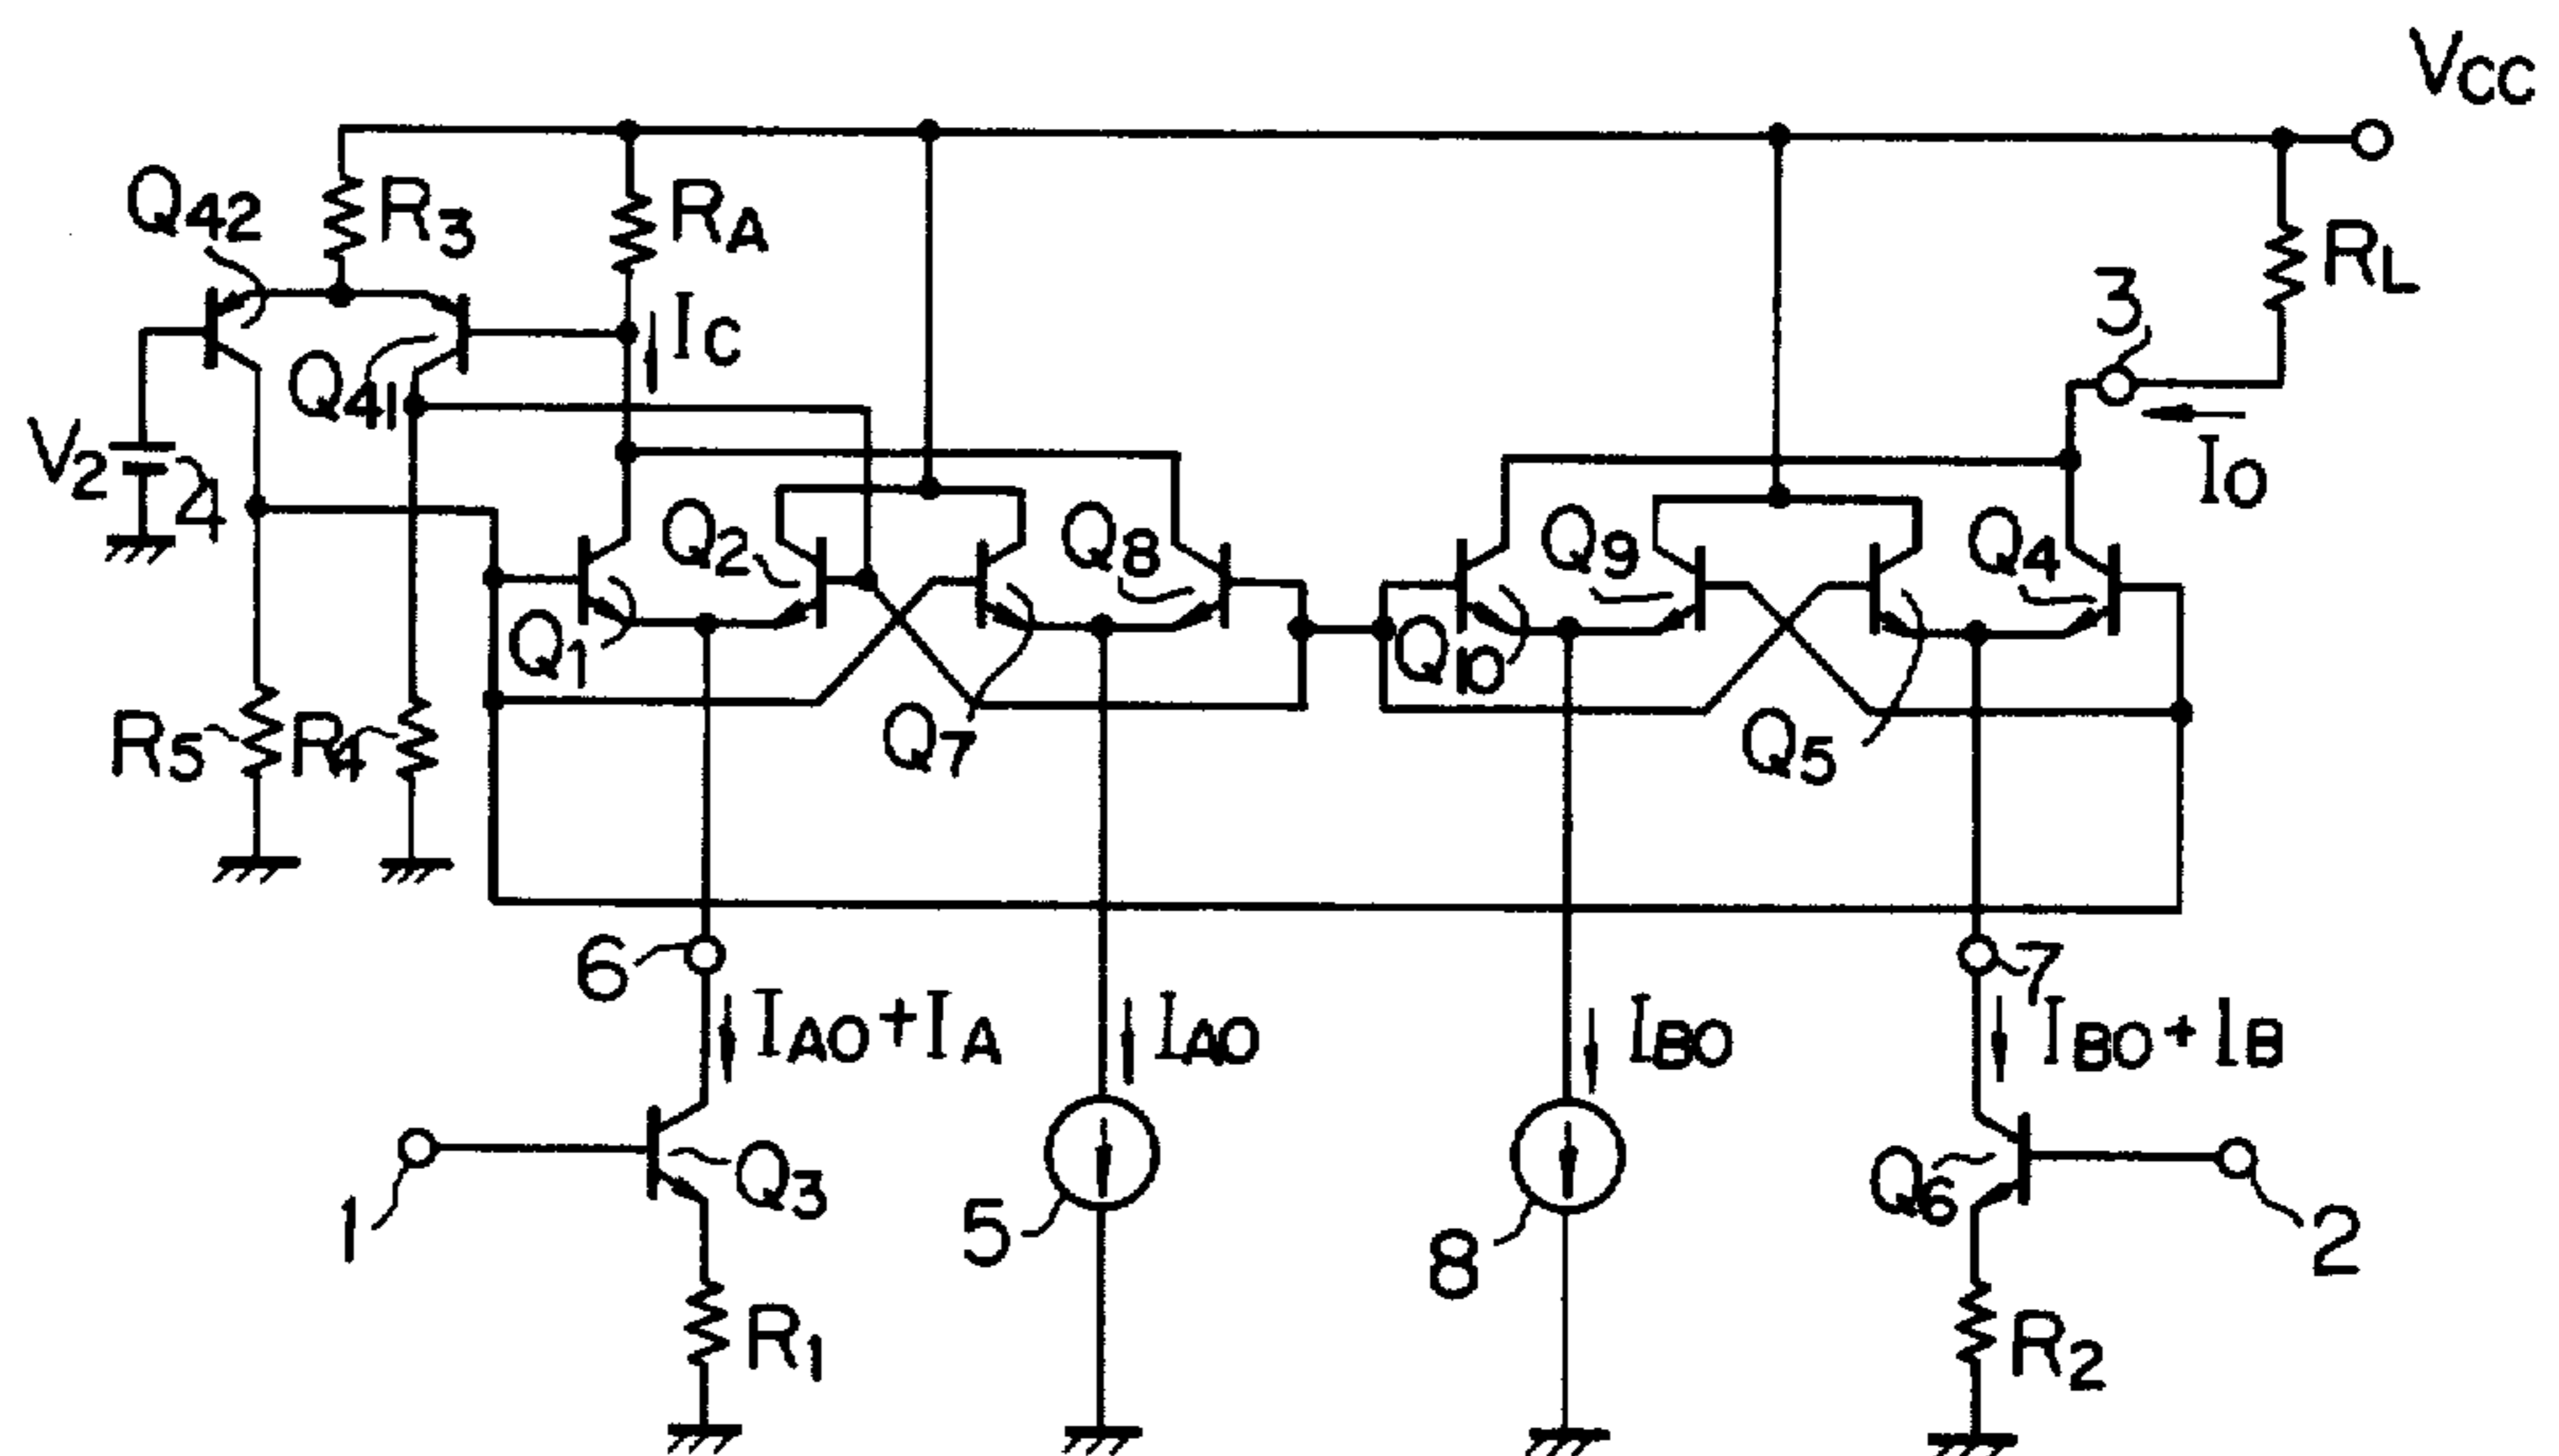 VCC
Q42
R3
RA
RL
3
IC
Q41
V2
4
IO
Q2
Q8
Q9
Q4
Q1
Q10
R5
R4
Q7
Q5
6
7
IAO+IA
IAO
IBO
IBO+IB
1
Q3
5
8
Q6
2
R1
R2